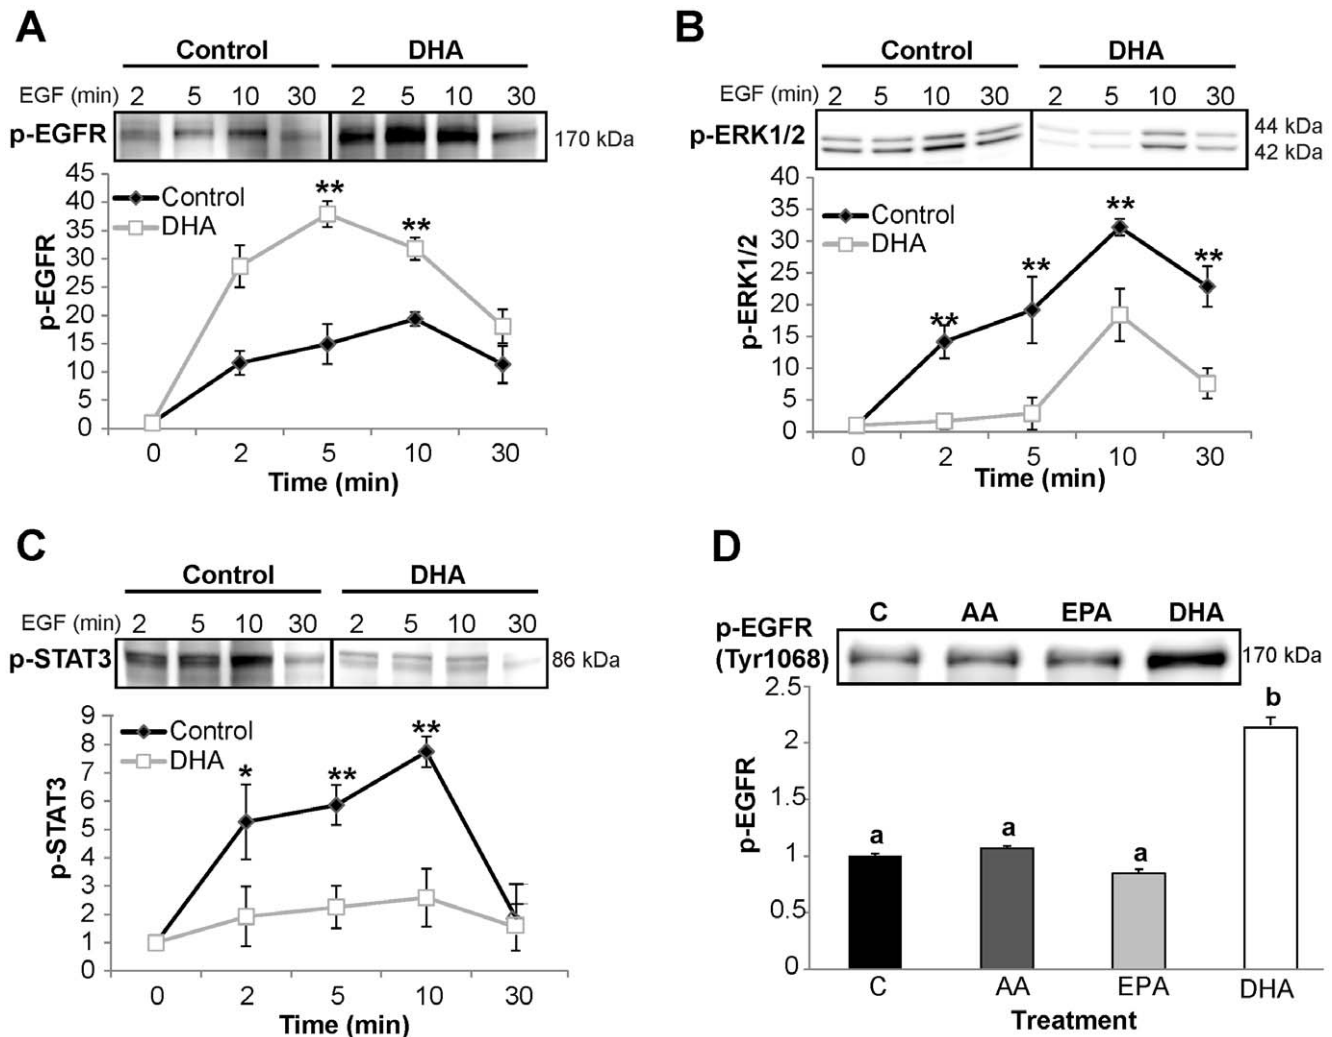 A
Control DHA
EGF (min) 2 5 10 30 2 5 10 30
p-EGFR 170 kDa
45
40
35
30
25
20
15
10
5
0
Control
DHA
** **
p-EGFR
0 2 5 10 30
Time (min)
B
Control DHA
EGF (min) 2 5 10 30 2 5 10 30
p-ERK1/2 44 kDa
42 kDa
40
35
30
25
20
15
10
5
0
Control
DHA
** ** ** **
p-ERK1/2
0 2 5 10 30
Time (min)
C
Control DHA
EGF (min) 2 5 10 30 2 5 10 30
p-STAT3 86 kDa
9
8
7
6
5
4
3
2
1
0
Control
DHA
* ** **
p-STAT3
0 2 5 10 30
Time (min)
D
C AA EPA DHA
p-EGFR
(Tyr1068) 170 kDa
2.5
2
1.5
1
0.5
0
a a a b
p-EGFR
C AA EPA DHA
Treatment